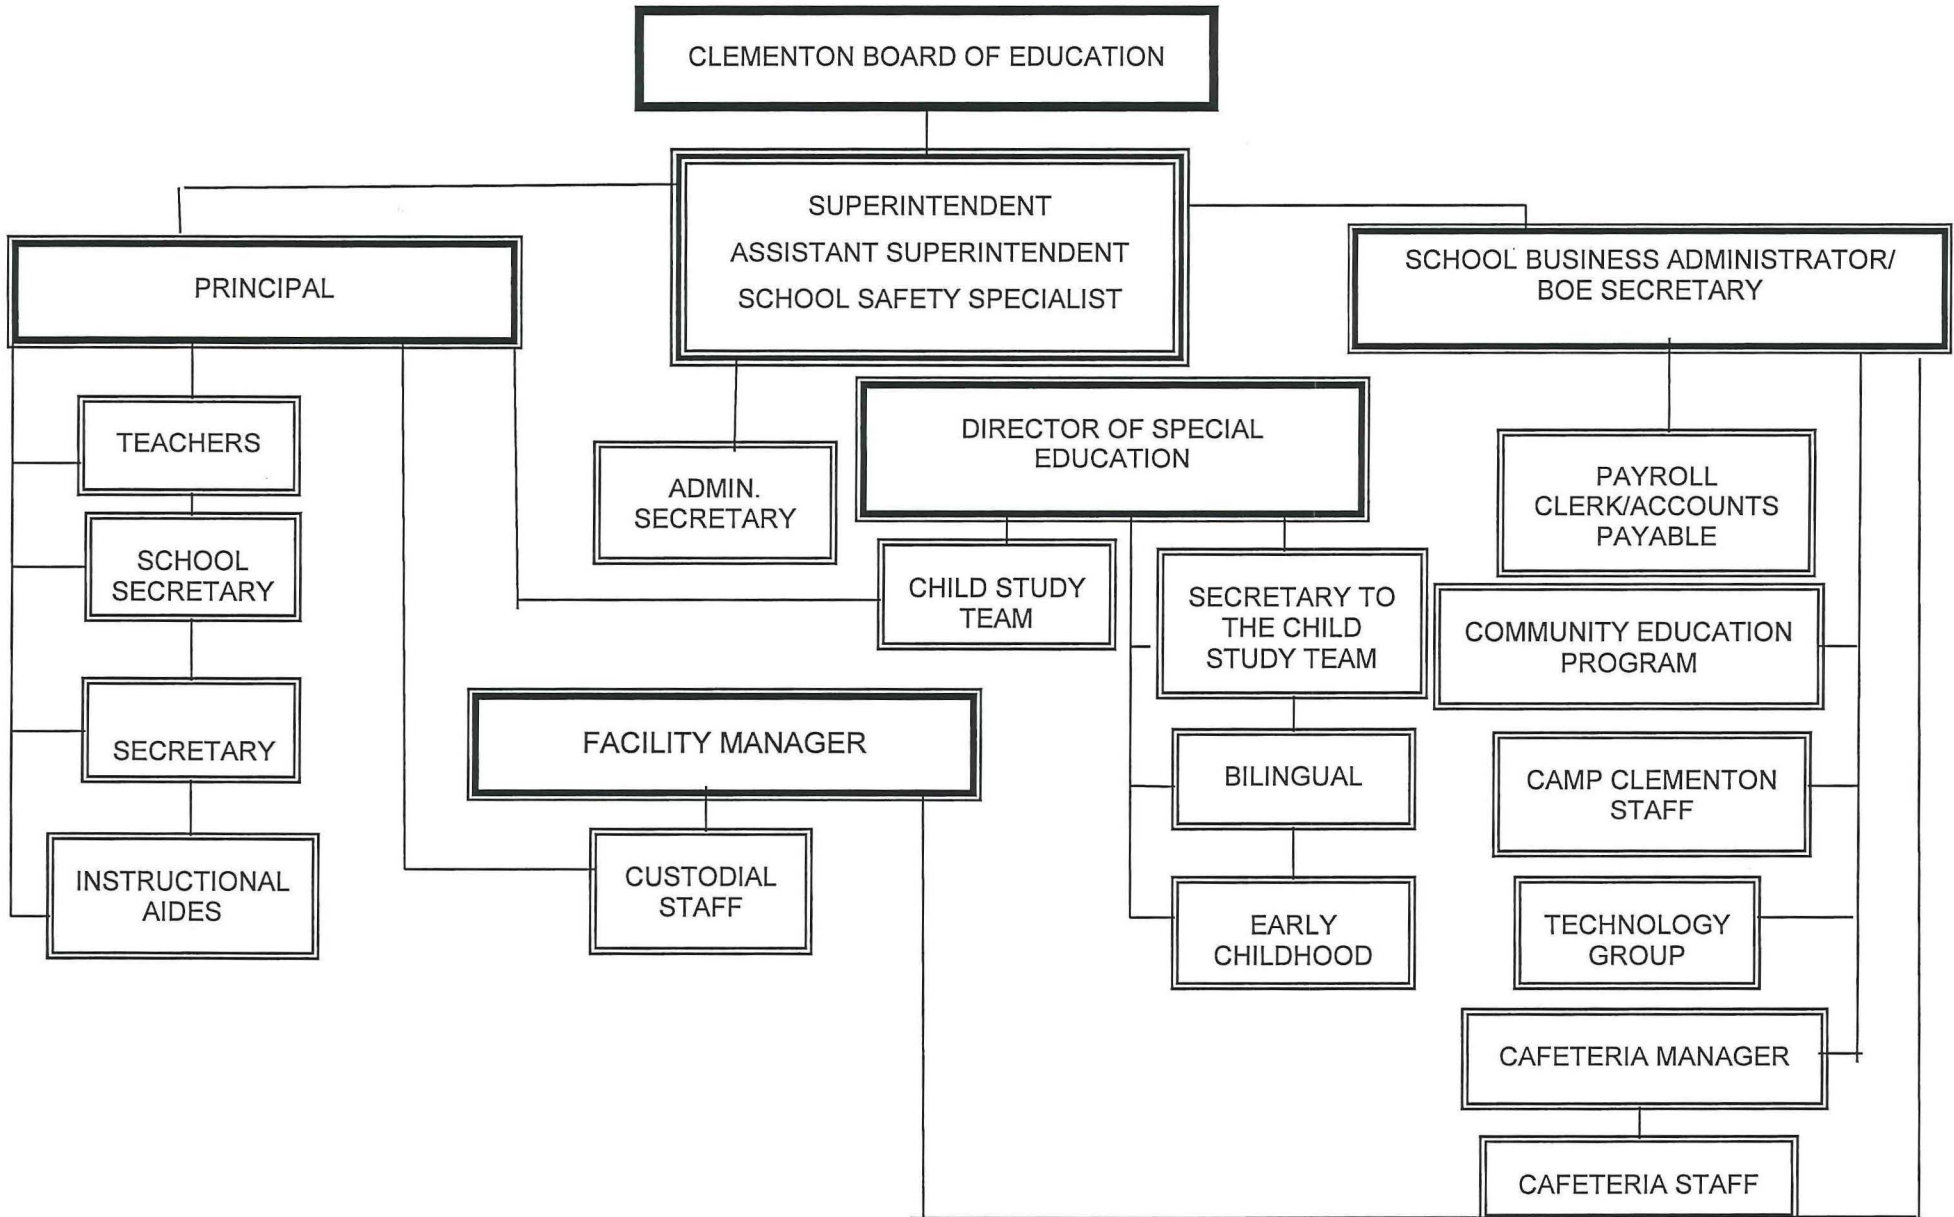 CLEMENTON BOARD OF EDUCATION
SUPERINTENDENT
ASSISTANT SUPERINTENDENT
SCHOOL SAFETY SPECIALIST
PRINCIPAL
SCHOOL BUSINESS ADMINISTRATOR/
BOE SECRETARY
TEACHERS
SCHOOL
SECRETARY
SECRETARY
INSTRUCTIONAL
AIDES
ADMIN.
SECRETARY
DIRECTOR OF SPECIAL
EDUCATION
CHILD STUDY
TEAM
SECRETARY TO
THE CHILD
STUDY TEAM
BILINGUAL
EARLY
CHILDHOOD
FACILITY MANAGER
CUSTODIAL
STAFF
PAYROLL
CLERK/ACCOUNTS
PAYABLE
COMMUNITY EDUCATION
PROGRAM
CAMP CLEMENTON
STAFF
TECHNOLOGY
GROUP
CAFETERIA MANAGER
CAFETERIA STAFF